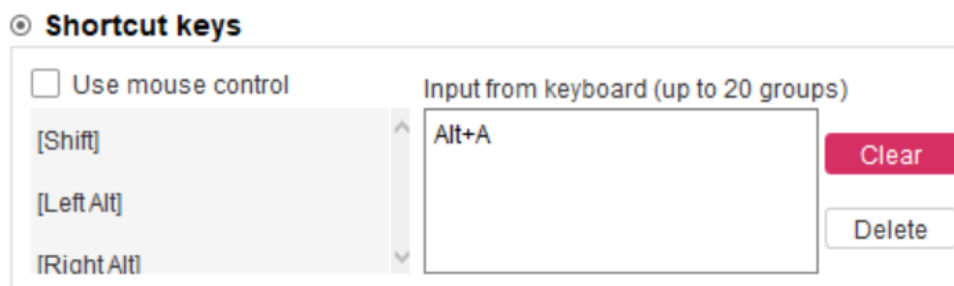 Shortcut keys
Use mouse control
Input from keyboard (up to 20 groups)
[Shift]
[Left Alt]
[Right Alt]
Alt+A
Clear
Delete